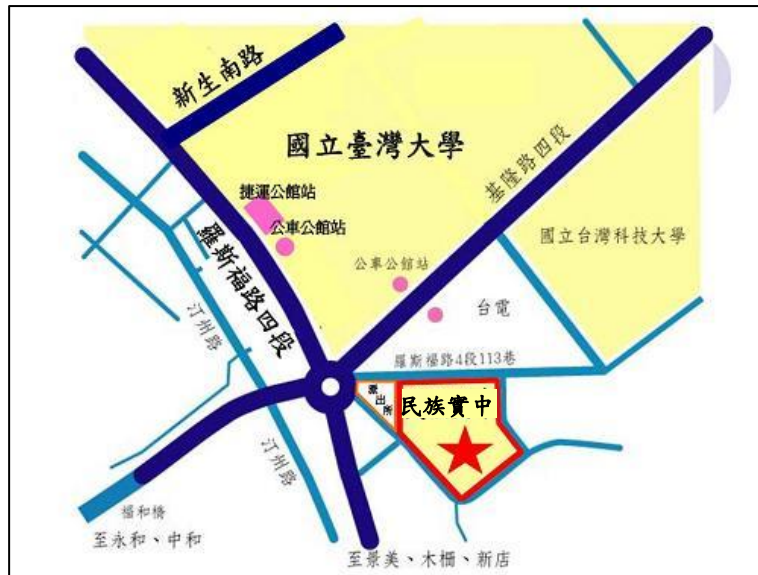 新生南路
國立臺灣大學
基隆路四段
捷運公館站
公車公館站
國立台灣科技大學
羅斯福路四段
公車公館站
汀州路
台電
羅斯福路4段113巷
派出所
民族實中
汀州路
福和橋
至永和、中和
至景美、木柵、新店